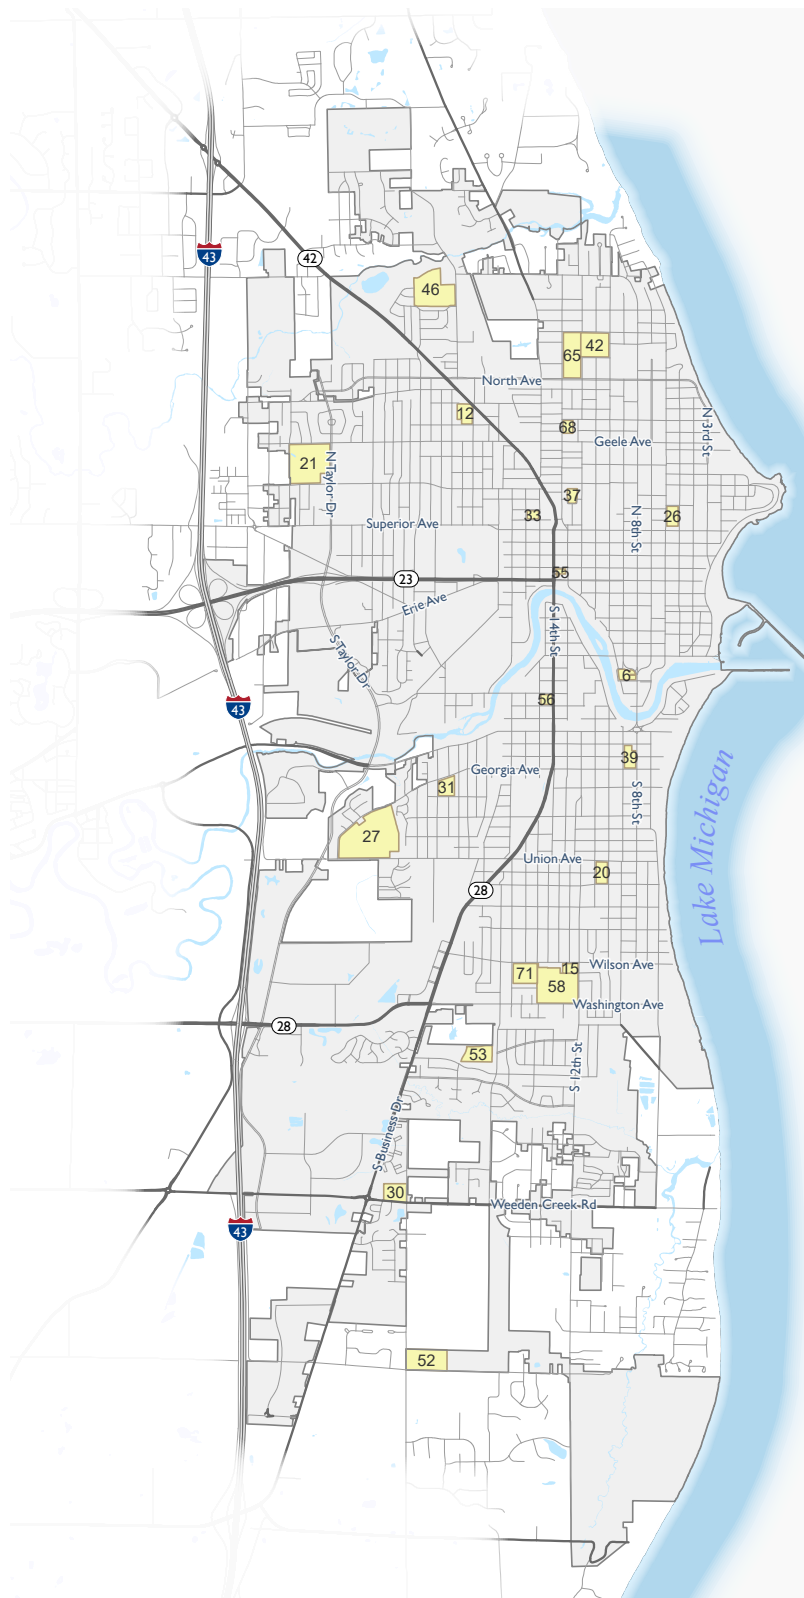 43
42
46
42
65
North Ave
N 3rd St
12
68
Geele Ave
21
N Taylor Dr
37
33
N 8th St
26
Superior Ave
55
23
Erie Ave
S 14th St
S Taylor Dr
6
56
43
39
Georgia Ave
31
S 8th St
Lake Michigan
27
Union Ave
20
28
Wilson Ave
15
71
58
Washington Ave
28
53
S 12th St
S Business Dr
30
Weeden Creek Rd
43
52